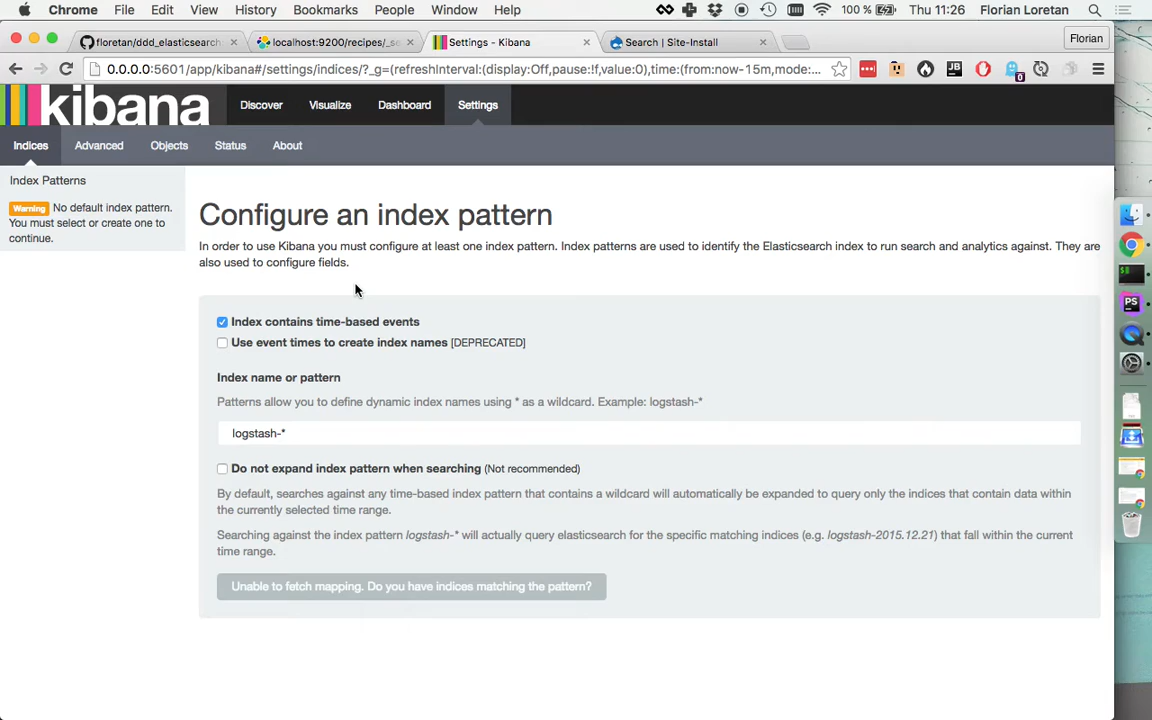 Chrome File Edit View History Bookmarks People Window Help 100 % Thu 11:26 Florian Loretan
floretan/ddd_elasticsearch localhost:9200/recipes/_se Settings - Kibana Search | Site-Install Florian
0.0.0.0:5601/app/kibana#/settings/indices/?_g=(refreshInterval:(display:Off,pause:!f,value:0),time:(from:now-15m,mode:...
kibana Discover Visualize Dashboard Settings
Indices Advanced Objects Status About
Index Patterns
Warning No default index pattern.
You must select or create one to
continue.
Configure an index pattern
In order to use Kibana you must configure at least one index pattern. Index patterns are used to identify the Elasticsearch index to run search and analytics against. They are
also used to configure fields.
Index contains time-based events
Use event times to create index names [DEPRECATED]
Index name or pattern
Patterns allow you to define dynamic index names using * as a wildcard. Example: logstash-*
logstash-*
Do not expand index pattern when searching (Not recommended)
By default, searches against any time-based index pattern that contains a wildcard will automatically be expanded to query only the indices that contain data within
the currently selected time range.
Searching against the index pattern logstash-* will actually query elasticsearch for the specific matching indices (e.g. logstash-2015.12.21) that fall within the current
time range.
Unable to fetch mapping. Do you have indices matching the pattern?
JB
0
$
PS